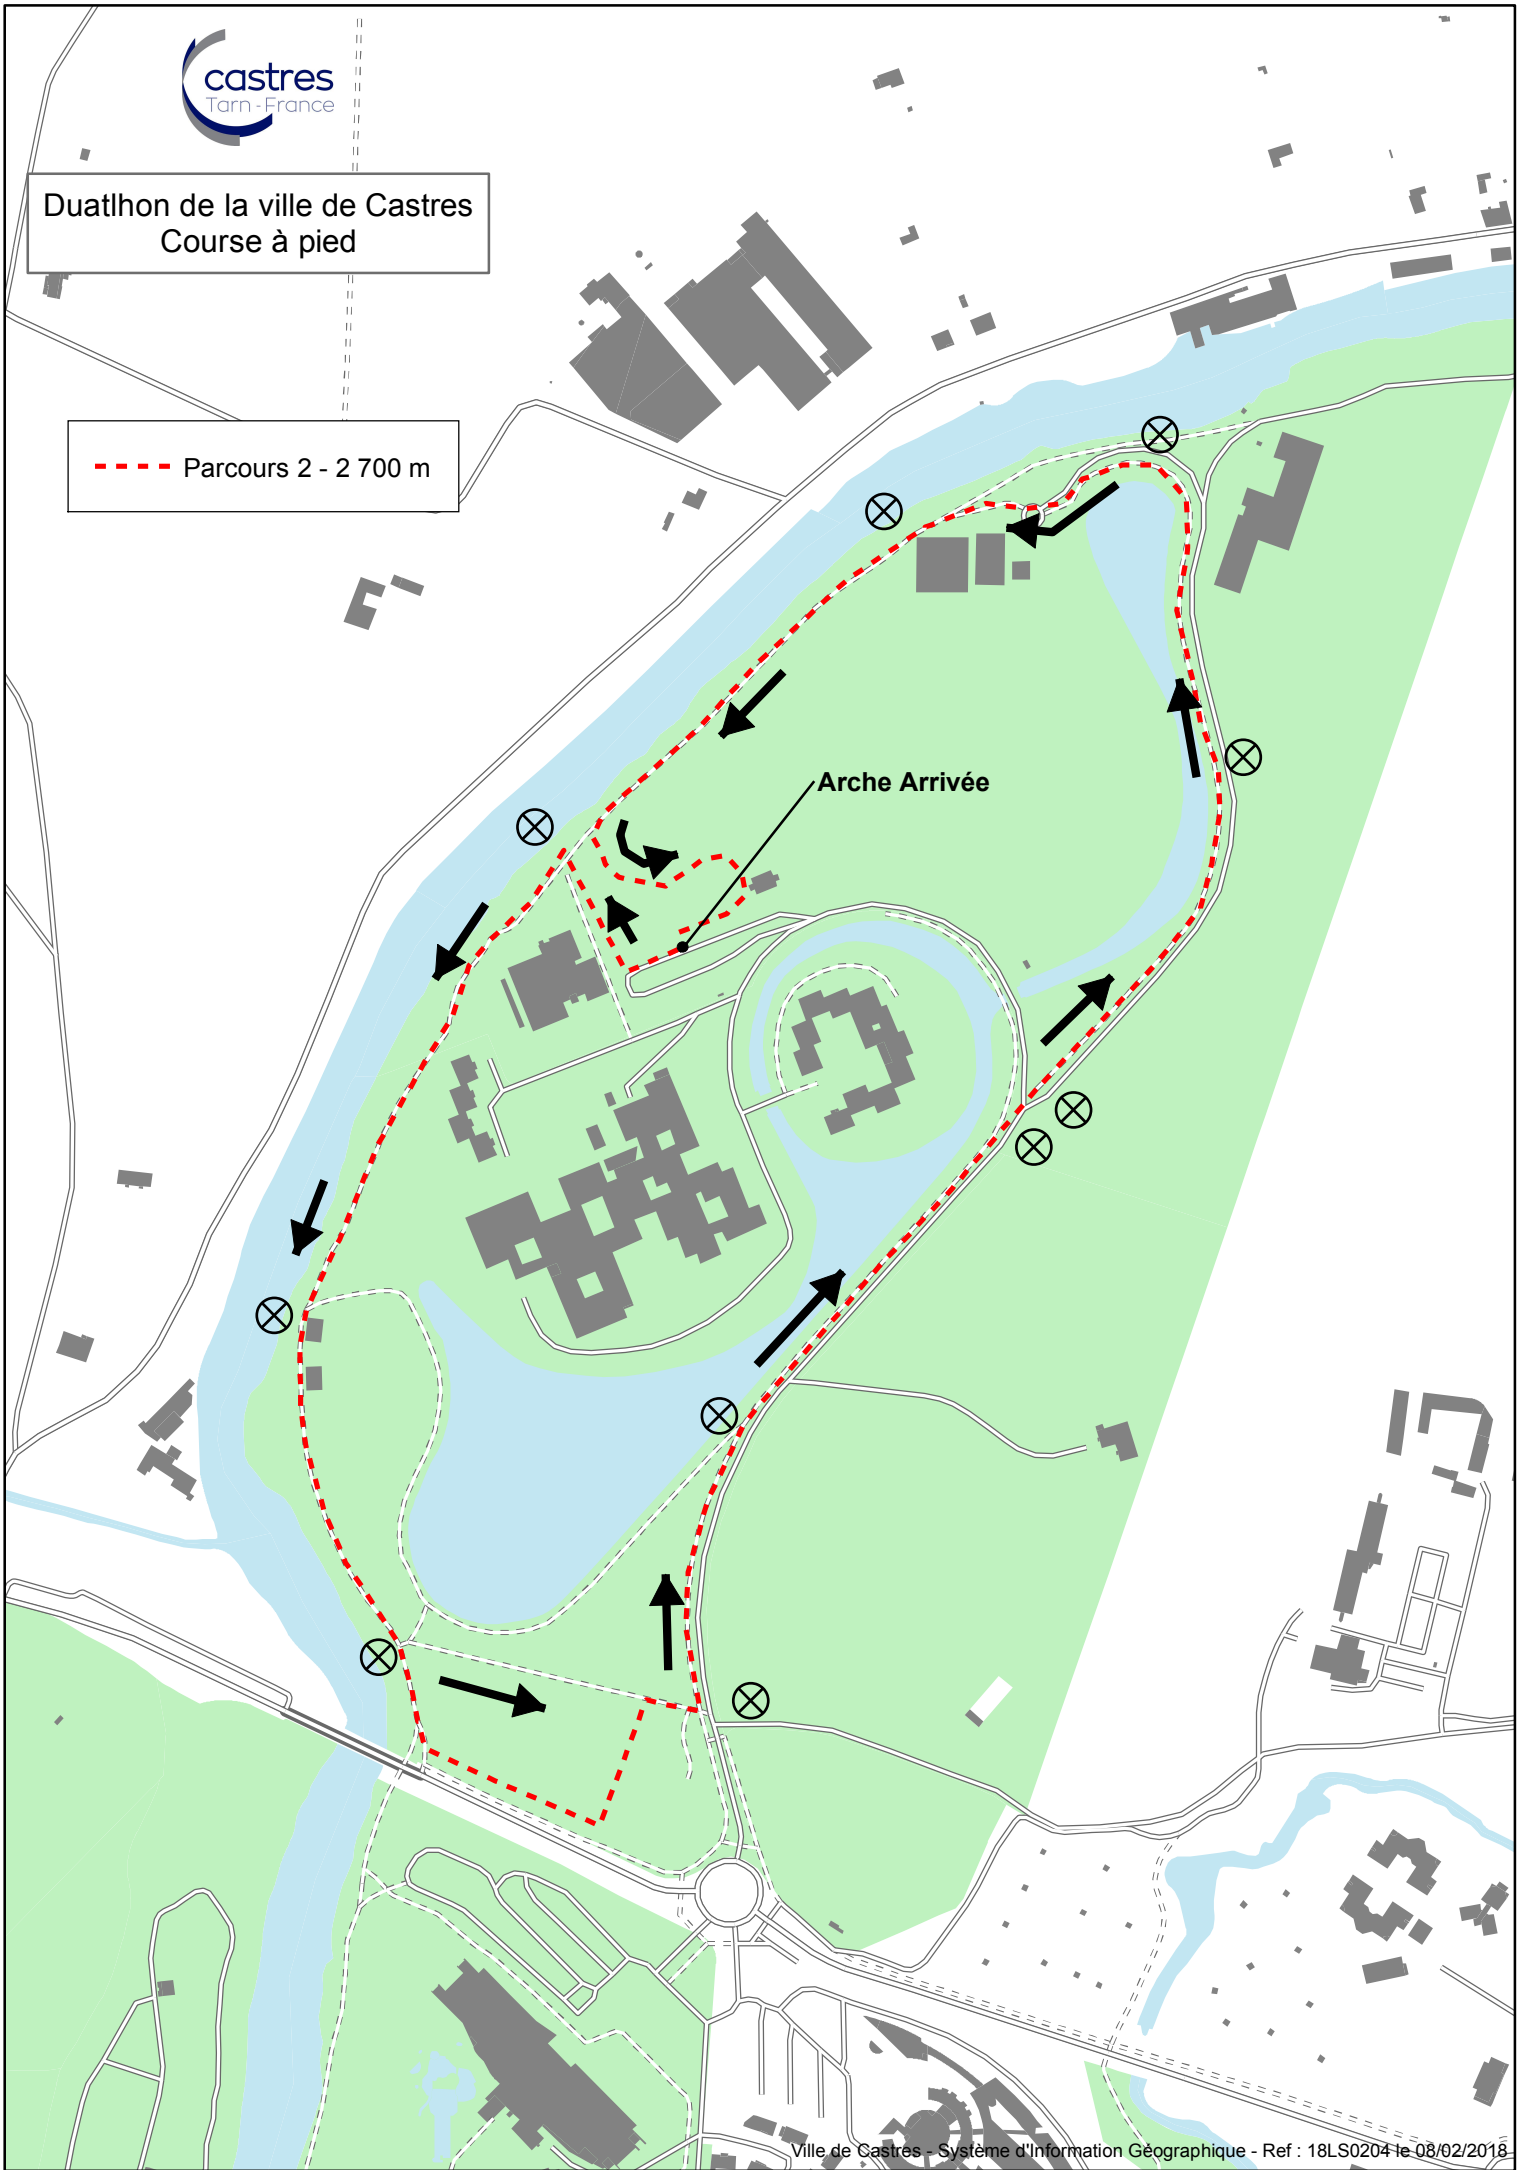 castres
Tarn - France
Duatlhon de la ville de Castres
Course à pied
Parcours 2 - 2 700 m
Arche Arrivée
Ville de Castres - Système d'Information Géographique - Ref : 18LS0204 le 08/02/2018